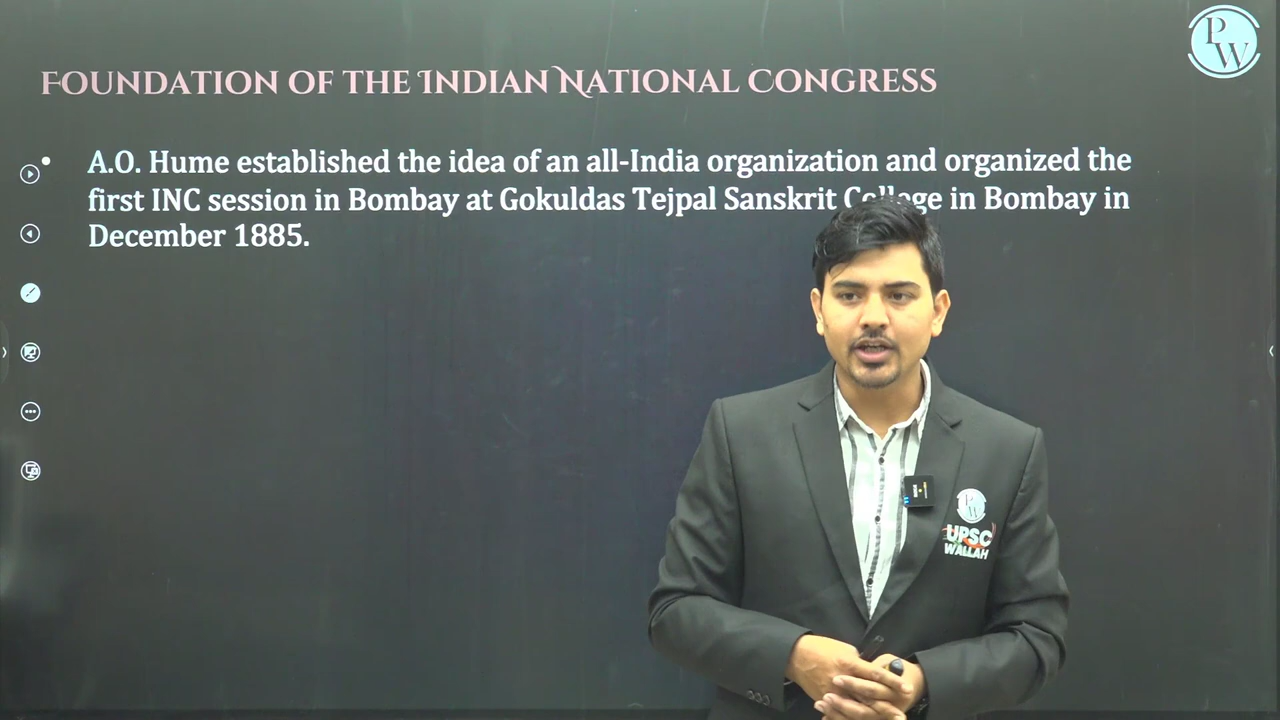 PW
FOUNDATION OF THE INDIAN NATIONAL CONGRESS
• A.O. Hume established the idea of an all-India organization and organized the
first INC session in Bombay at Gokuldas Tejpal Sanskrit College in Bombay in
December 1885.
PW
UPSC
WALLAH